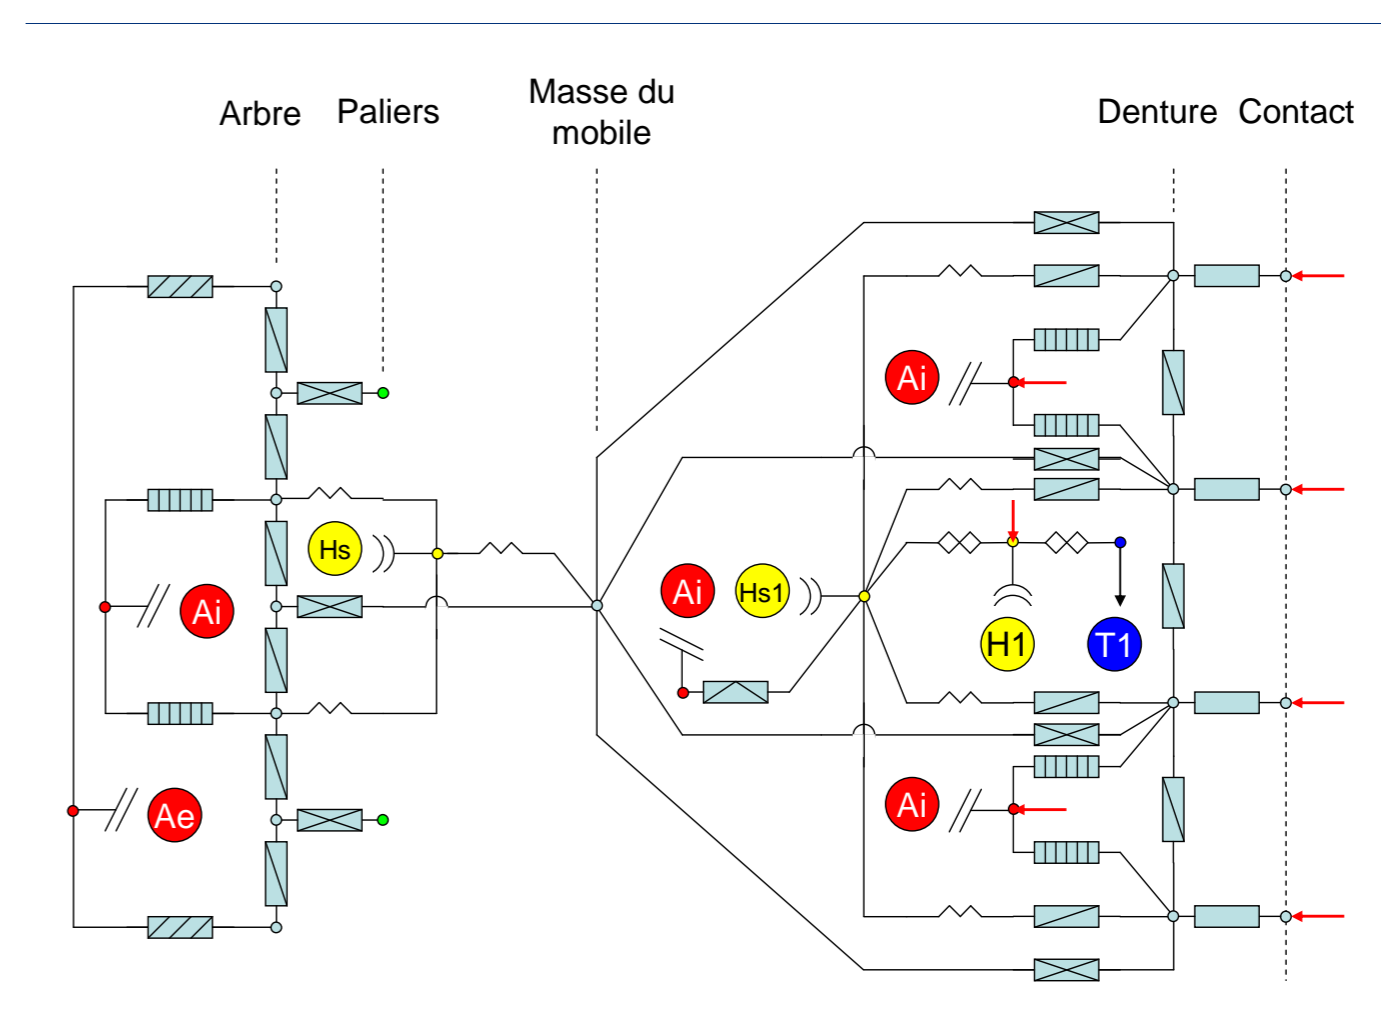 Arbre
Paliers
Masse du
mobile
Denture
Contact
Ai
Hs
Ai
Hs1
Ai
H1
T1
Ae
Ai